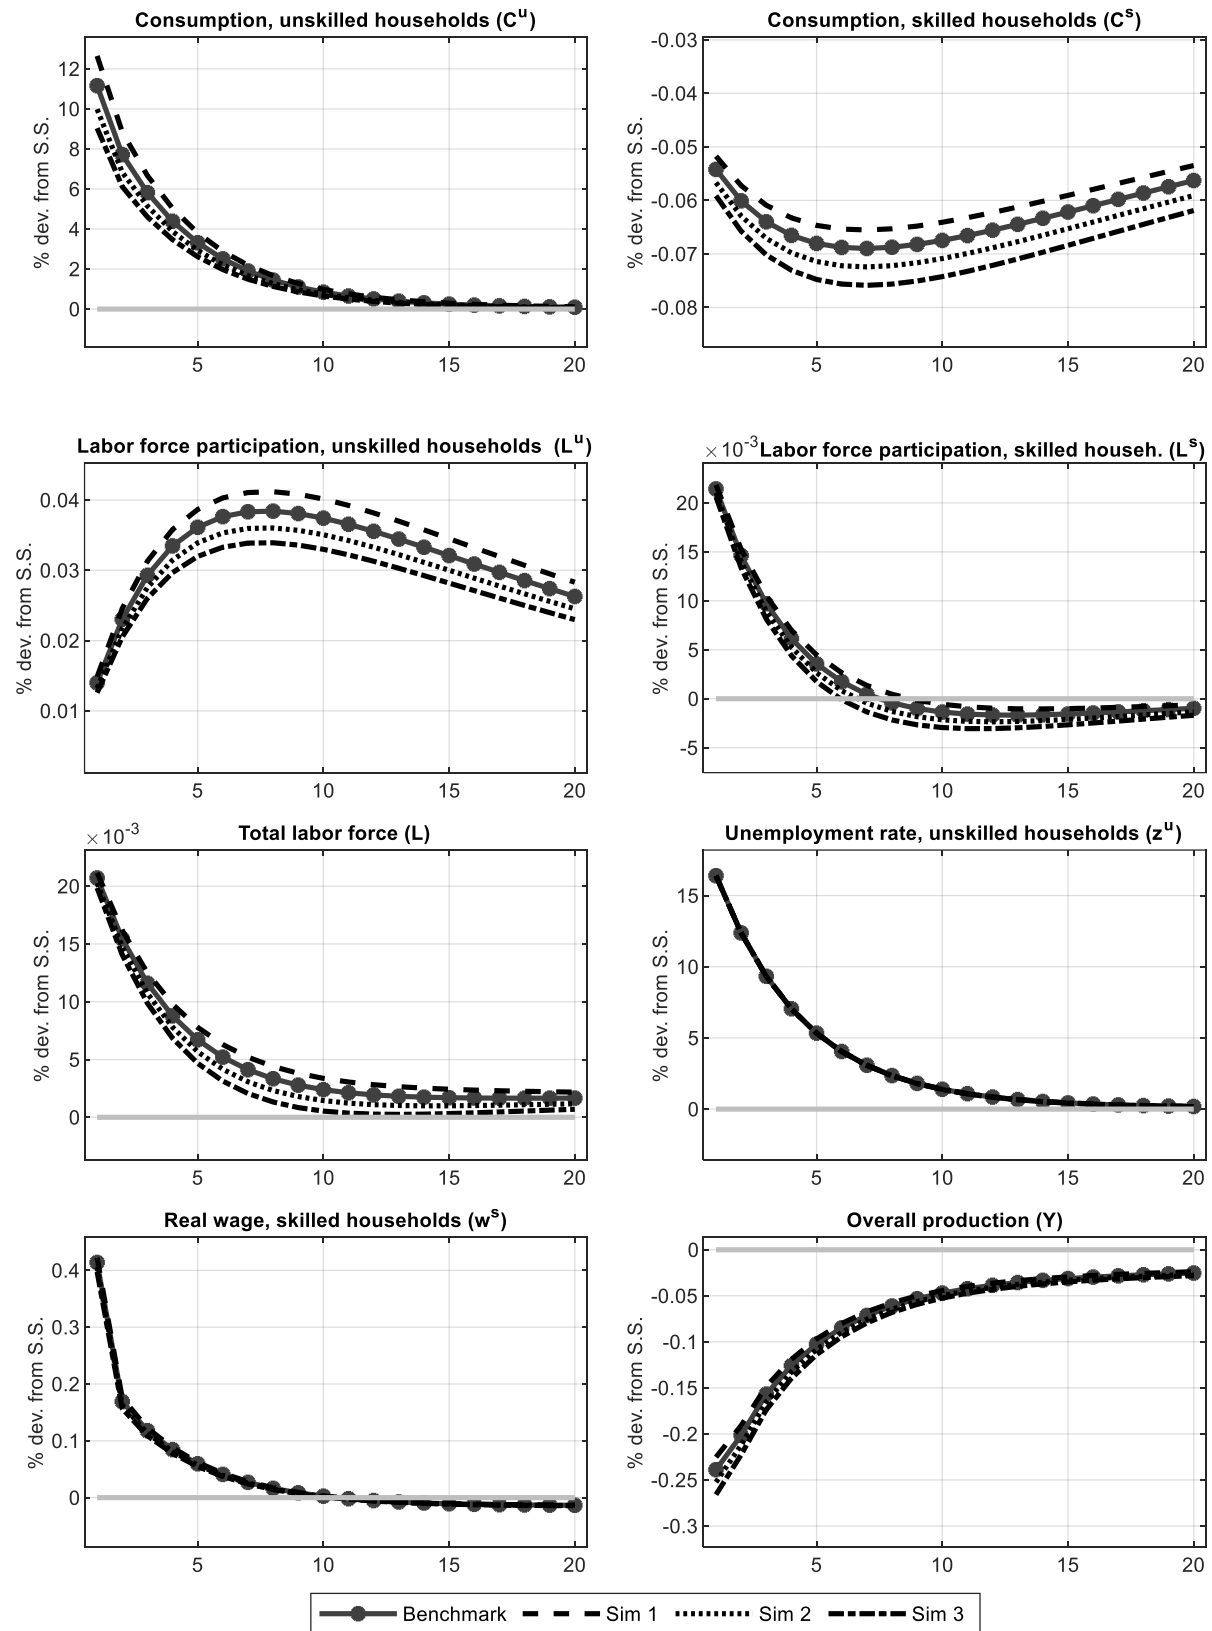 Consumption, unskilled households (C^u)
% dev. from S.S.
12
10
8
6
4
2
0
5 10 15 20
Consumption, skilled households (C^s)
% dev. from S.S.
-0.03
-0.04
-0.05
-0.06
-0.07
-0.08
5 10 15 20
Labor force participation, unskilled households (L^u)
% dev. from S.S.
0.04
0.03
0.02
0.01
5 10 15 20
×10^-3 Labor force participation, skilled househ. (L^s)
% dev. from S.S.
20
15
10
5
0
-5
5 10 15 20
×10^-3
Total labor force (L)
% dev. from S.S.
20
15
10
5
0
5 10 15 20
Unemployment rate, unskilled households (z^u)
% dev. from S.S.
15
10
5
0
5 10 15 20
Real wage, skilled households (w^s)
% dev. from S.S.
0.4
0.3
0.2
0.1
0
5 10 15 20
Overall production (Y)
% dev. from S.S.
0
-0.05
-0.1
-0.15
-0.2
-0.25
-0.3
5 10 15 20
Benchmark Sim 1 Sim 2 Sim 3